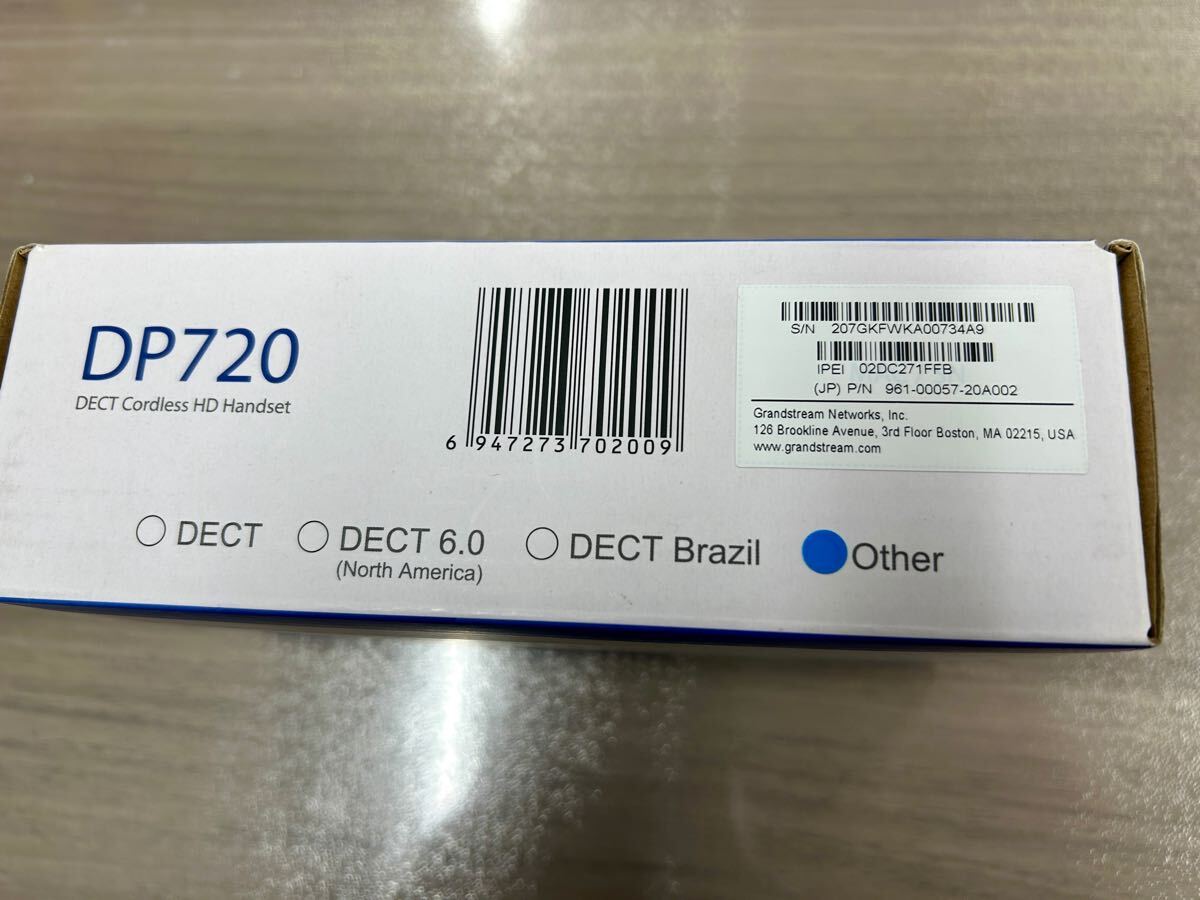 DP720
DECT Cordless HD Handset
6 947273 702009
S/N 207GKFWKA00734A9
IPEI 02DC271FFB
(JP) P/N 961-00057-20A002
Grandstream Networks, Inc.
126 Brookline Avenue, 3rd Floor Boston, MA 02215, USA
www.grandstream.com
DECT
DECT 6.0
(North America)
DECT Brazil
Other